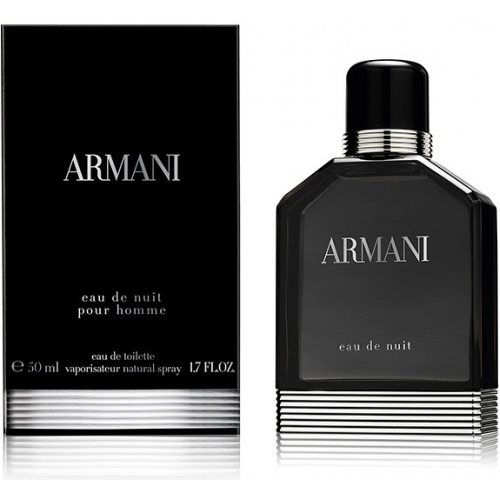 ARMANI
eau de nuit
pour homme
eau de toilette
℮ 50 ml vaporisateur natural spray 1.7 FL.OZ.
ARMANI
eau de nuit